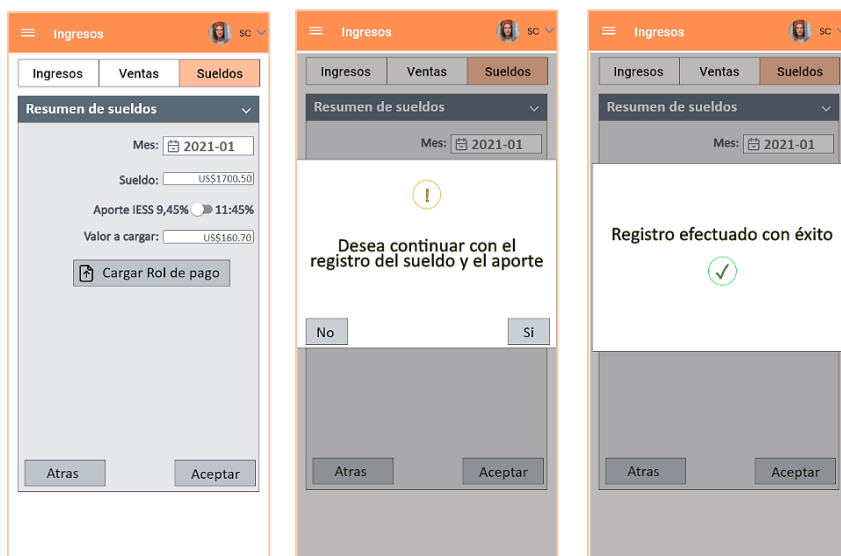 Ingresos SC
Ingresos Ventas Sueldos
Resumen de sueldos
Mes: 2021-01
Sueldo: US$1700.50
Aporte IESS 9,45% 11:45%
Valor a cargar: US$160.70
Cargar Rol de pago
Atras Aceptar
Ingresos SC
Ingresos Ventas Sueldos
Resumen de sueldos
Mes: 2021-01
!
Desea continuar con el
registro del sueldo y el aporte
No Si
Atras Aceptar
Ingresos SC
Ingresos Ventas Sueldos
Resumen de sueldos
Mes: 2021-01
Registro efectuado con éxito
Atras Aceptar